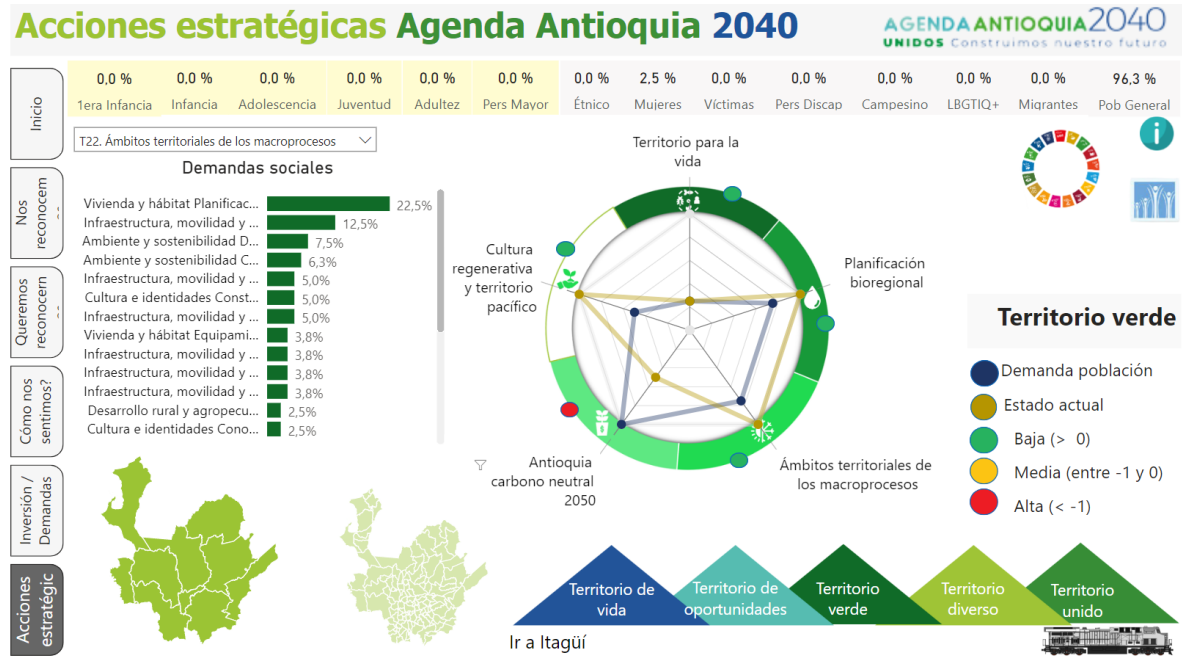 Acciones estratégicas Agenda Antioquia 2040
AGENDA ANTIOQUIA 2040
UNIDOS Construimos nuestro futuro
0,0 % 0,0 % 0,0 % 0,0 % 0,0 % 0,0 % 0,0 % 2,5 % 0,0 % 0,0 % 0,0 % 0,0 % 0,0 % 96,3 %
1era Infancia Infancia Adolescencia Juventud Adultez Pers Mayor Étnico Mujeres Víctimas Pers Discap Campesino LBGTIQ+ Migrantes Pob General
Inicio
Nos
reconocem
Queremos
reconocern
Cómo nos
sentimos?
Inversión /
Demandas
Acciones
estratégic
T22. Ámbitos territoriales de los macroprocesos
Demandas sociales
Vivienda y hábitat Planificac... 22,5%
Infraestructura, movilidad y ... 12,5%
Ambiente y sostenibilidad D... 7,5%
Ambiente y sostenibilidad C... 6,3%
Infraestructura, movilidad y ... 5,0%
Cultura e identidades Const... 5,0%
Infraestructura, movilidad y ... 5,0%
Vivienda y hábitat Equipami... 3,8%
Infraestructura, movilidad y ... 3,8%
Infraestructura, movilidad y ... 3,8%
Infraestructura, movilidad y ... 3,8%
Desarrollo rural y agropecu... 2,5%
Cultura e identidades Cono... 2,5%
Territorio para la
vida
Planificación
bioregional
Ámbitos territoriales de
los macroprocesos
Antioquia
carbono neutral
2050
Cultura
regenerativa
y territorio
pacífico
i
Territorio verde
Demanda población
Estado actual
Baja (> 0)
Media (entre -1 y 0)
Alta (< -1)
Territorio de
vida
Territorio de
oportunidades
Territorio
verde
Territorio
diverso
Territorio
unido
Ir a Itagüí